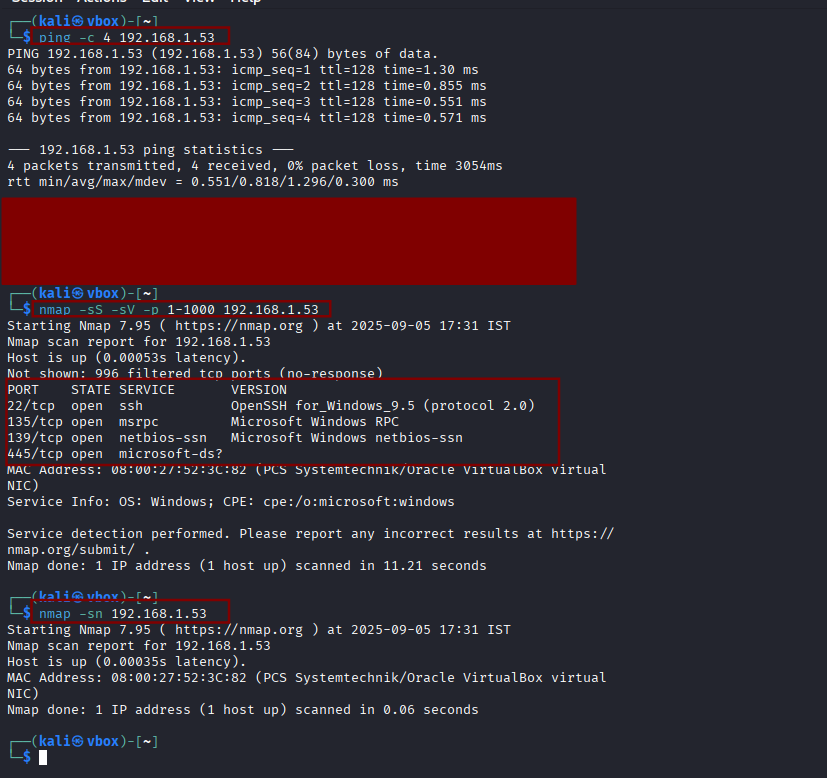 ┌──(kali㉿vbox)-[~]
└─$ ping -c 4 192.168.1.53
PING 192.168.1.53 (192.168.1.53) 56(84) bytes of data.
64 bytes from 192.168.1.53: icmp_seq=1 ttl=128 time=1.30 ms
64 bytes from 192.168.1.53: icmp_seq=2 ttl=128 time=0.855 ms
64 bytes from 192.168.1.53: icmp_seq=3 ttl=128 time=0.551 ms
64 bytes from 192.168.1.53: icmp_seq=4 ttl=128 time=0.571 ms
--- 192.168.1.53 ping statistics ---
4 packets transmitted, 4 received, 0% packet loss, time 3054ms
rtt min/avg/max/mdev = 0.551/0.818/1.296/0.300 ms
┌──(kali㉿vbox)-[~]
└─$ nmap -sS -sV -p 1-1000 192.168.1.53
Starting Nmap 7.95 ( https://nmap.org ) at 2025-09-05 17:31 IST
Nmap scan report for 192.168.1.53
Host is up (0.00053s latency).
Not shown: 996 filtered tcp ports (no-response)
PORT    STATE SERVICE       VERSION
22/tcp  open  ssh           OpenSSH for_Windows_9.5 (protocol 2.0)
135/tcp open  msrpc         Microsoft Windows RPC
139/tcp open  netbios-ssn   Microsoft Windows netbios-ssn
445/tcp open  microsoft-ds?
MAC Address: 08:00:27:52:3C:82 (PCS Systemtechnik/Oracle VirtualBox virtual
NIC)
Service Info: OS: Windows; CPE: cpe:/o:microsoft:windows
Service detection performed. Please report any incorrect results at https://
nmap.org/submit/ .
Nmap done: 1 IP address (1 host up) scanned in 11.21 seconds
┌──(kali㉿vbox)-[~]
└─$ nmap -sn 192.168.1.53
Starting Nmap 7.95 ( https://nmap.org ) at 2025-09-05 17:31 IST
Nmap scan report for 192.168.1.53
Host is up (0.00035s latency).
MAC Address: 08:00:27:52:3C:82 (PCS Systemtechnik/Oracle VirtualBox virtual
NIC)
Nmap done: 1 IP address (1 host up) scanned in 0.06 seconds
┌──(kali㉿vbox)-[~]
└─$